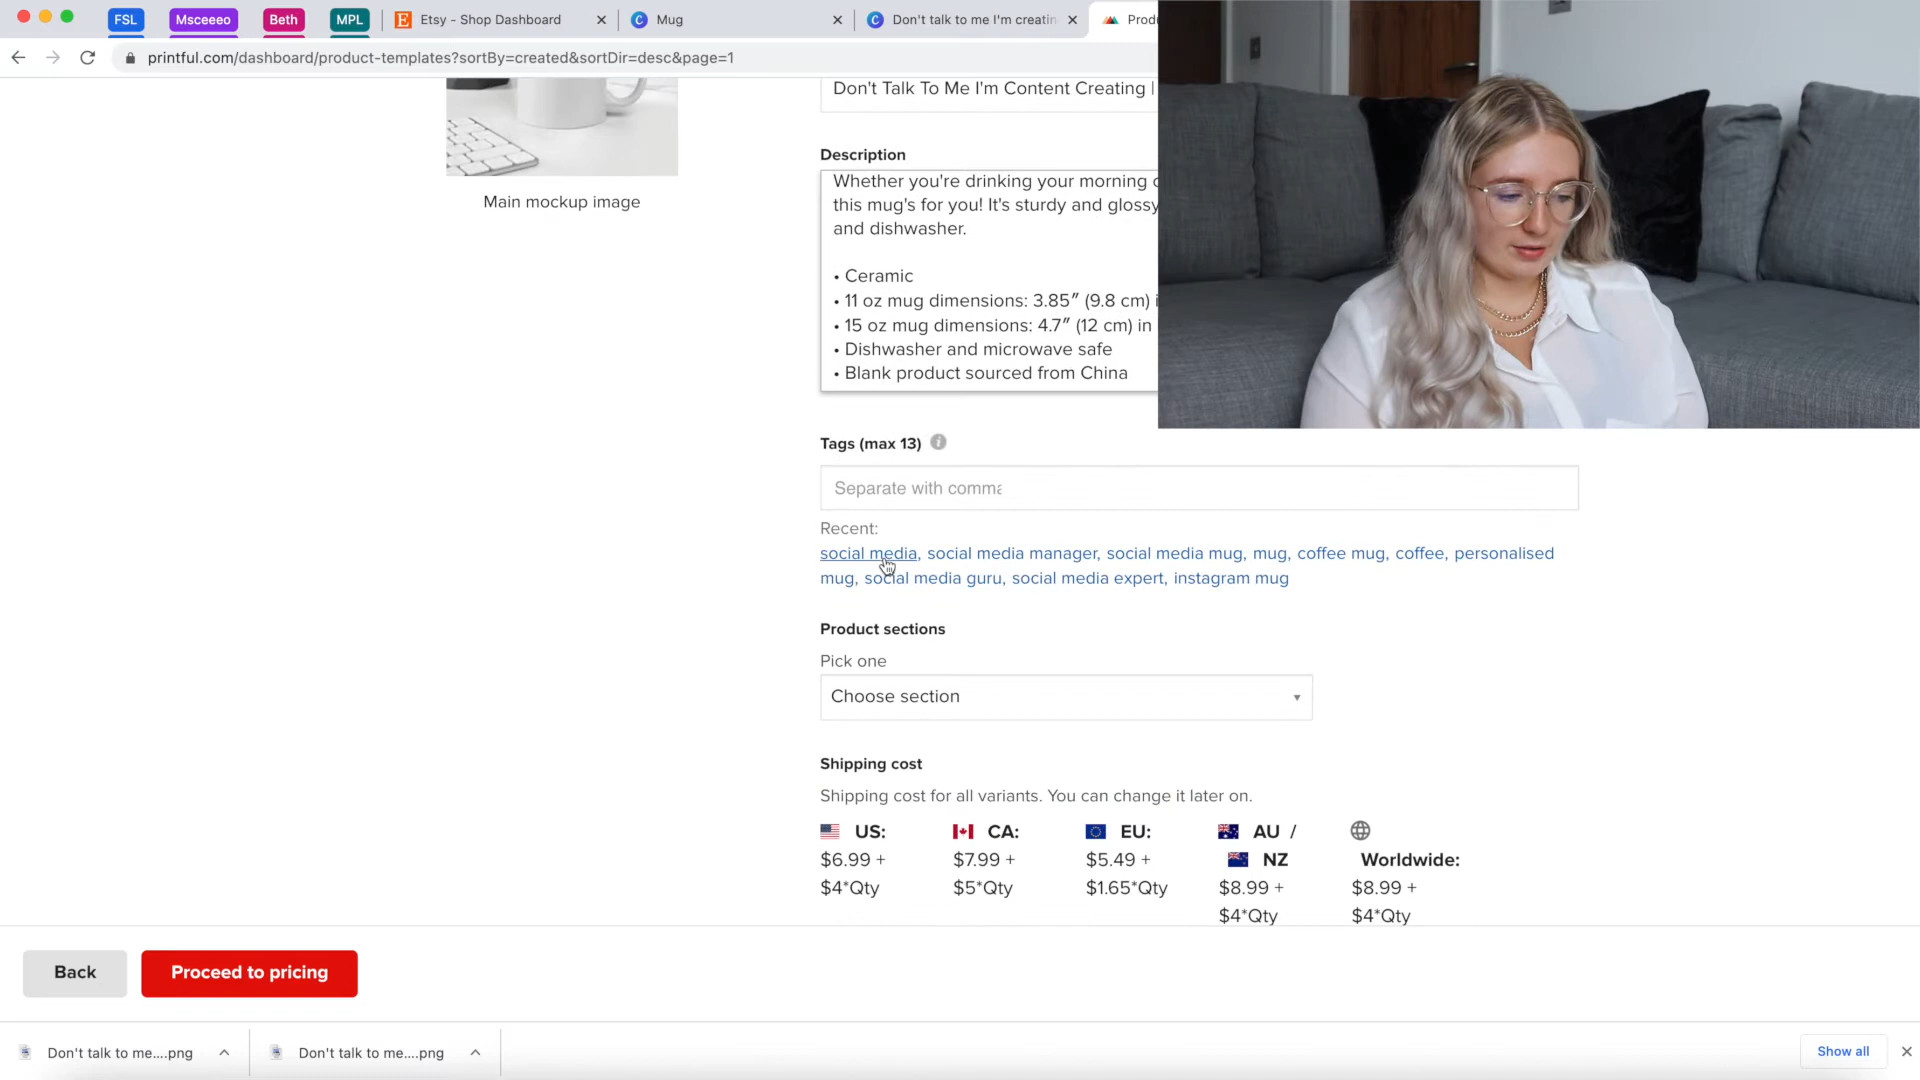 FSL
Msceeeo
Beth
MPL
Etsy - Shop Dashboard
Mug
Don't talk to me I'm creatin
Produ
printful.com/dashboard/product-templates?sortBy=created&sortDir=desc&page=1
Main mockup image
Don't Talk To Me I'm Content Creating |
Description
Whether you're drinking your morning c
this mug's for you! It's sturdy and glossy
and dishwasher.
• Ceramic
• 11 oz mug dimensions: 3.85″ (9.8 cm) i
• 15 oz mug dimensions: 4.7″ (12 cm) in
• Dishwasher and microwave safe
• Blank product sourced from China
Tags (max 13)
Separate with comma
Recent:
social media, social media manager, social media mug, mug, coffee mug, coffee, personalised
mug, social media guru, social media expert, instagram mug
Product sections
Pick one
Choose section
Shipping cost
Shipping cost for all variants. You can change it later on.
US:
$6.99 +
$4*Qty
CA:
$7.99 +
$5*Qty
EU:
$5.49 +
$1.65*Qty
AU /
NZ
$8.99 +
$4*Qty
Worldwide:
$8.99 +
$4*Qty
Back
Proceed to pricing
Don't talk to me....png
Don't talk to me....png
Show all